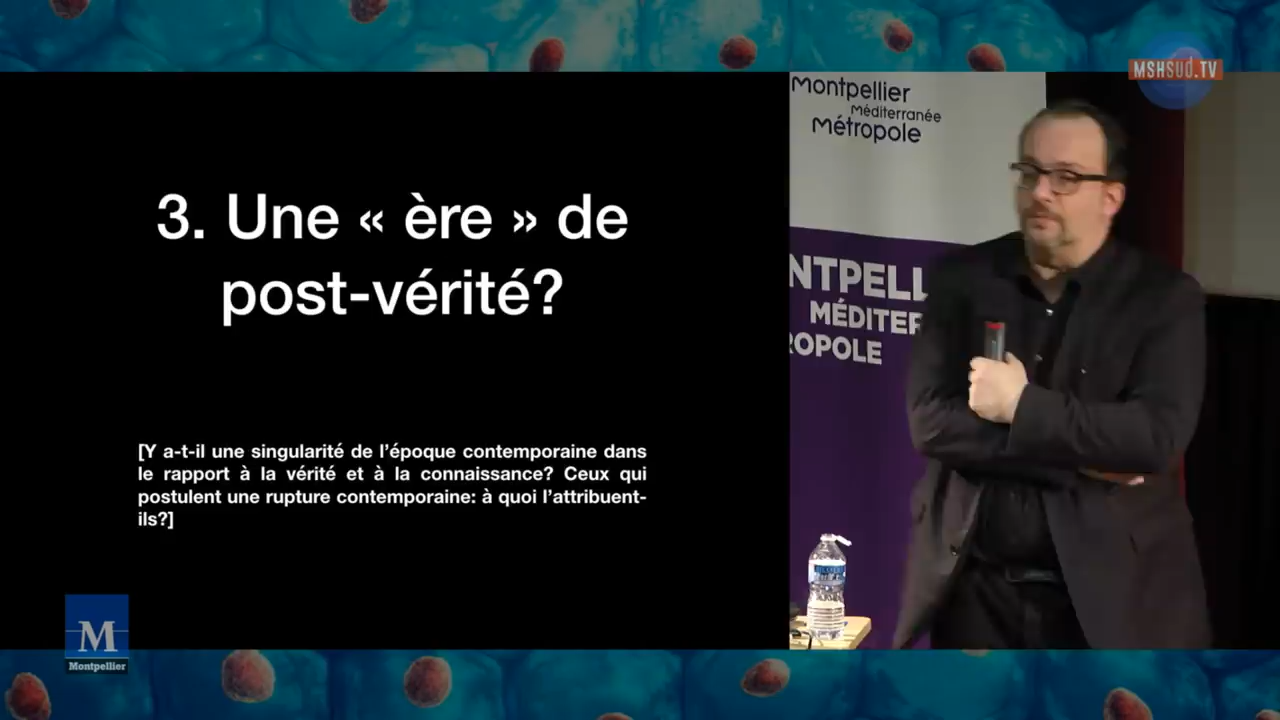 MSHSUD.TV
3. Une « ère » de
post-vérité?
[Y a-t-il une singularité de l'époque contemporaine dans
le rapport à la vérité et à la connaissance? Ceux qui
postulent une rupture contemporaine: à quoi l'attribuent-
ils?]
montpellier
méditerranée
métropole
NTPELL
MÉDITER
ROPOLE
M
Montpellier